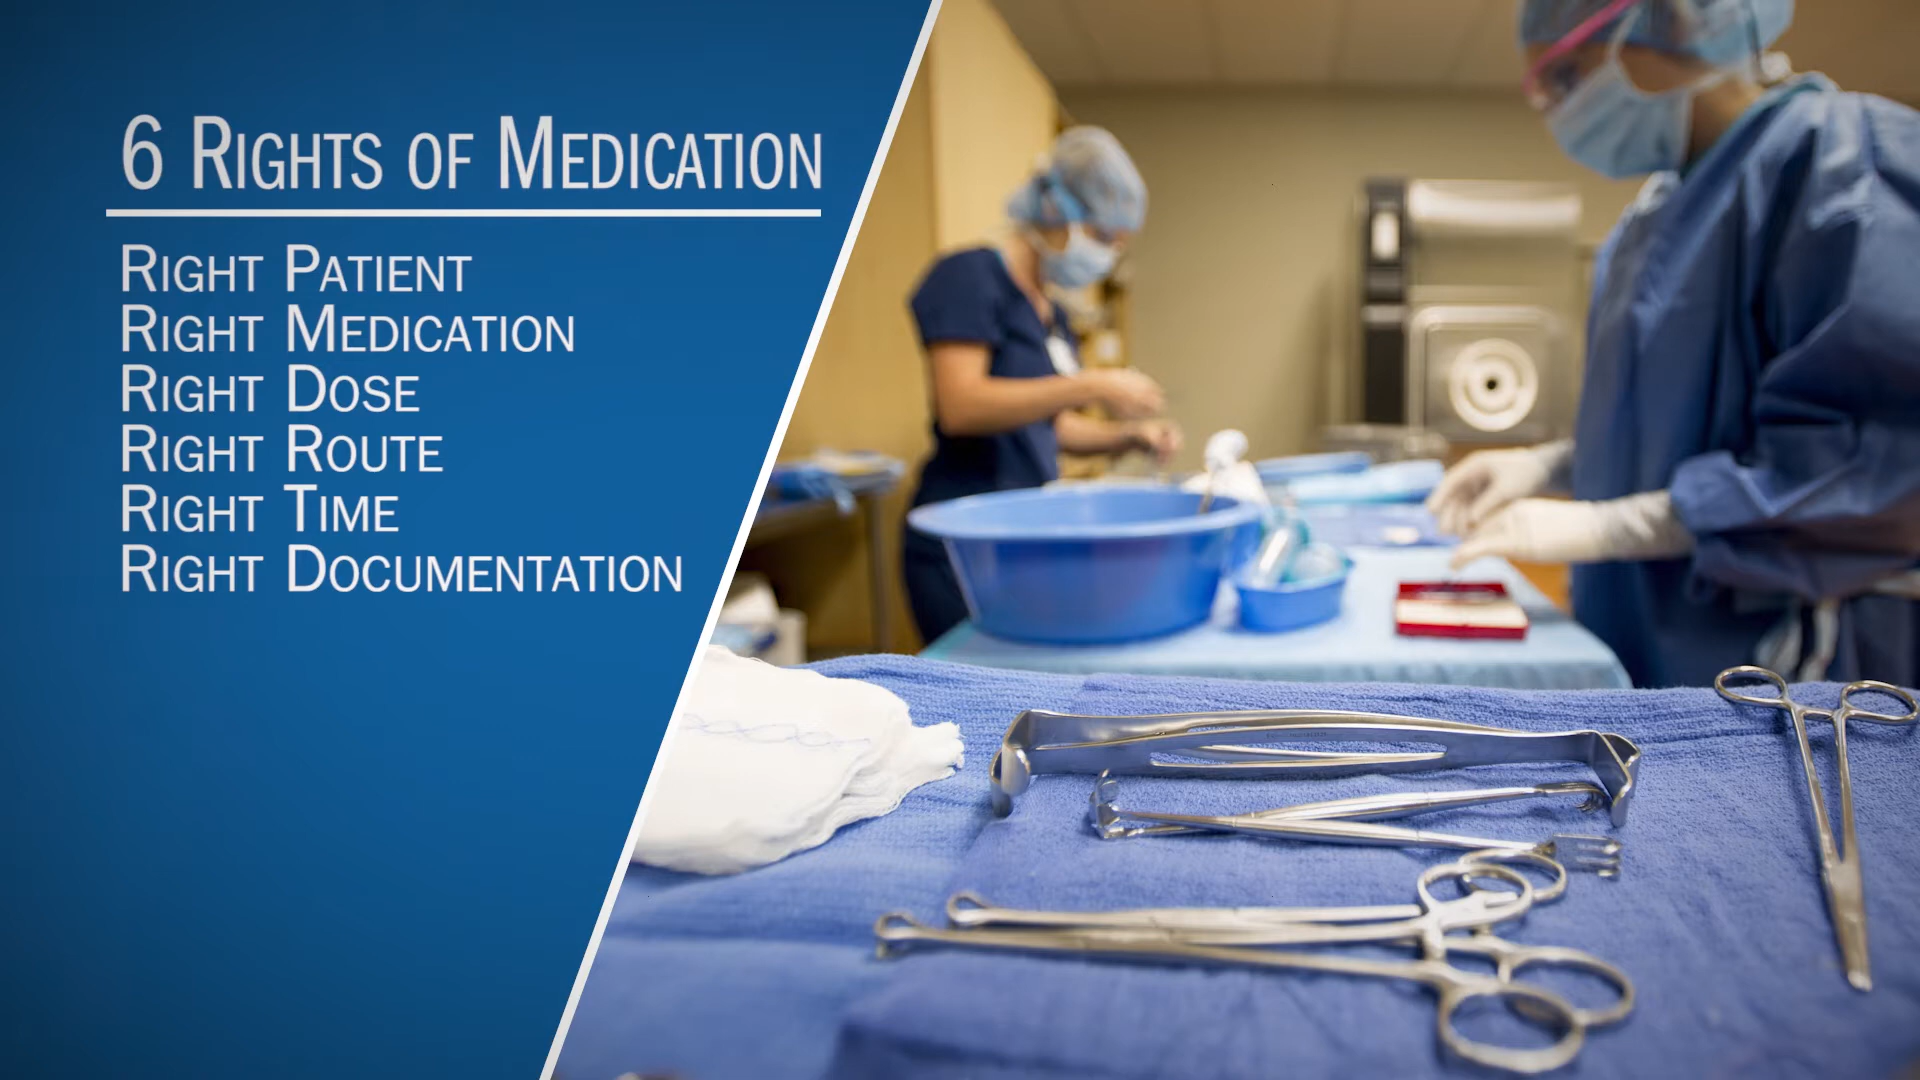 6 Rights of Medication
Right Patient
Right Medication
Right Dose
Right Route
Right Time
Right Documentation